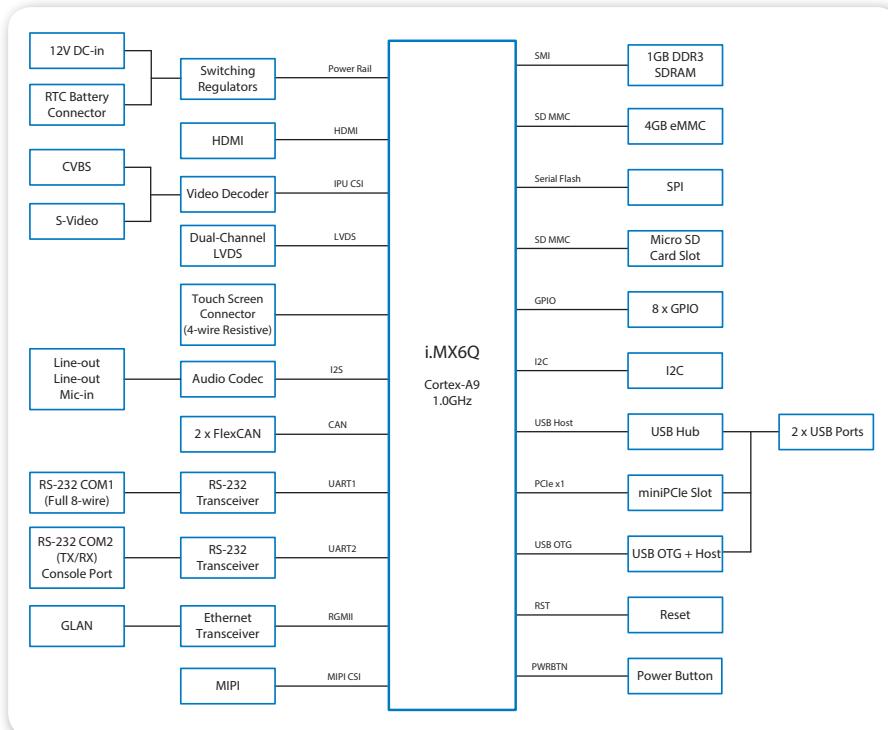 12V DC-in
RTC Battery
Connector
Switching
Regulators
Power Rail
HDMI
HDMI
CVBS
S-Video
Video Decoder
IPU CSI
Dual-Channel
LVDS
LVDS
Touch Screen
Connector
(4-wire Resistive)
Line-out
Line-out
Mic-in
Audio Codec
I2S
2 x FlexCAN
CAN
RS-232 COM1
(Full 8-wire)
RS-232
Transceiver
UART1
RS-232 COM2
(TX/RX)
Console Port
RS-232
Transceiver
UART2
GLAN
Ethernet
Transceiver
RGMII
MIPI
MIPI CSI
i.MX6Q
Cortex-A9
1.0GHz
SMI
1GB DDR3
SDRAM
SD MMC
4GB eMMC
Serial Flash
SPI
SD MMC
Micro SD
Card Slot
GPIO
8 x GPIO
I2C
I2C
USB Host
USB Hub
2 x USB Ports
PCIe x1
miniPCIe Slot
USB OTG
USB OTG + Host
RST
Reset
PWRBTN
Power Button